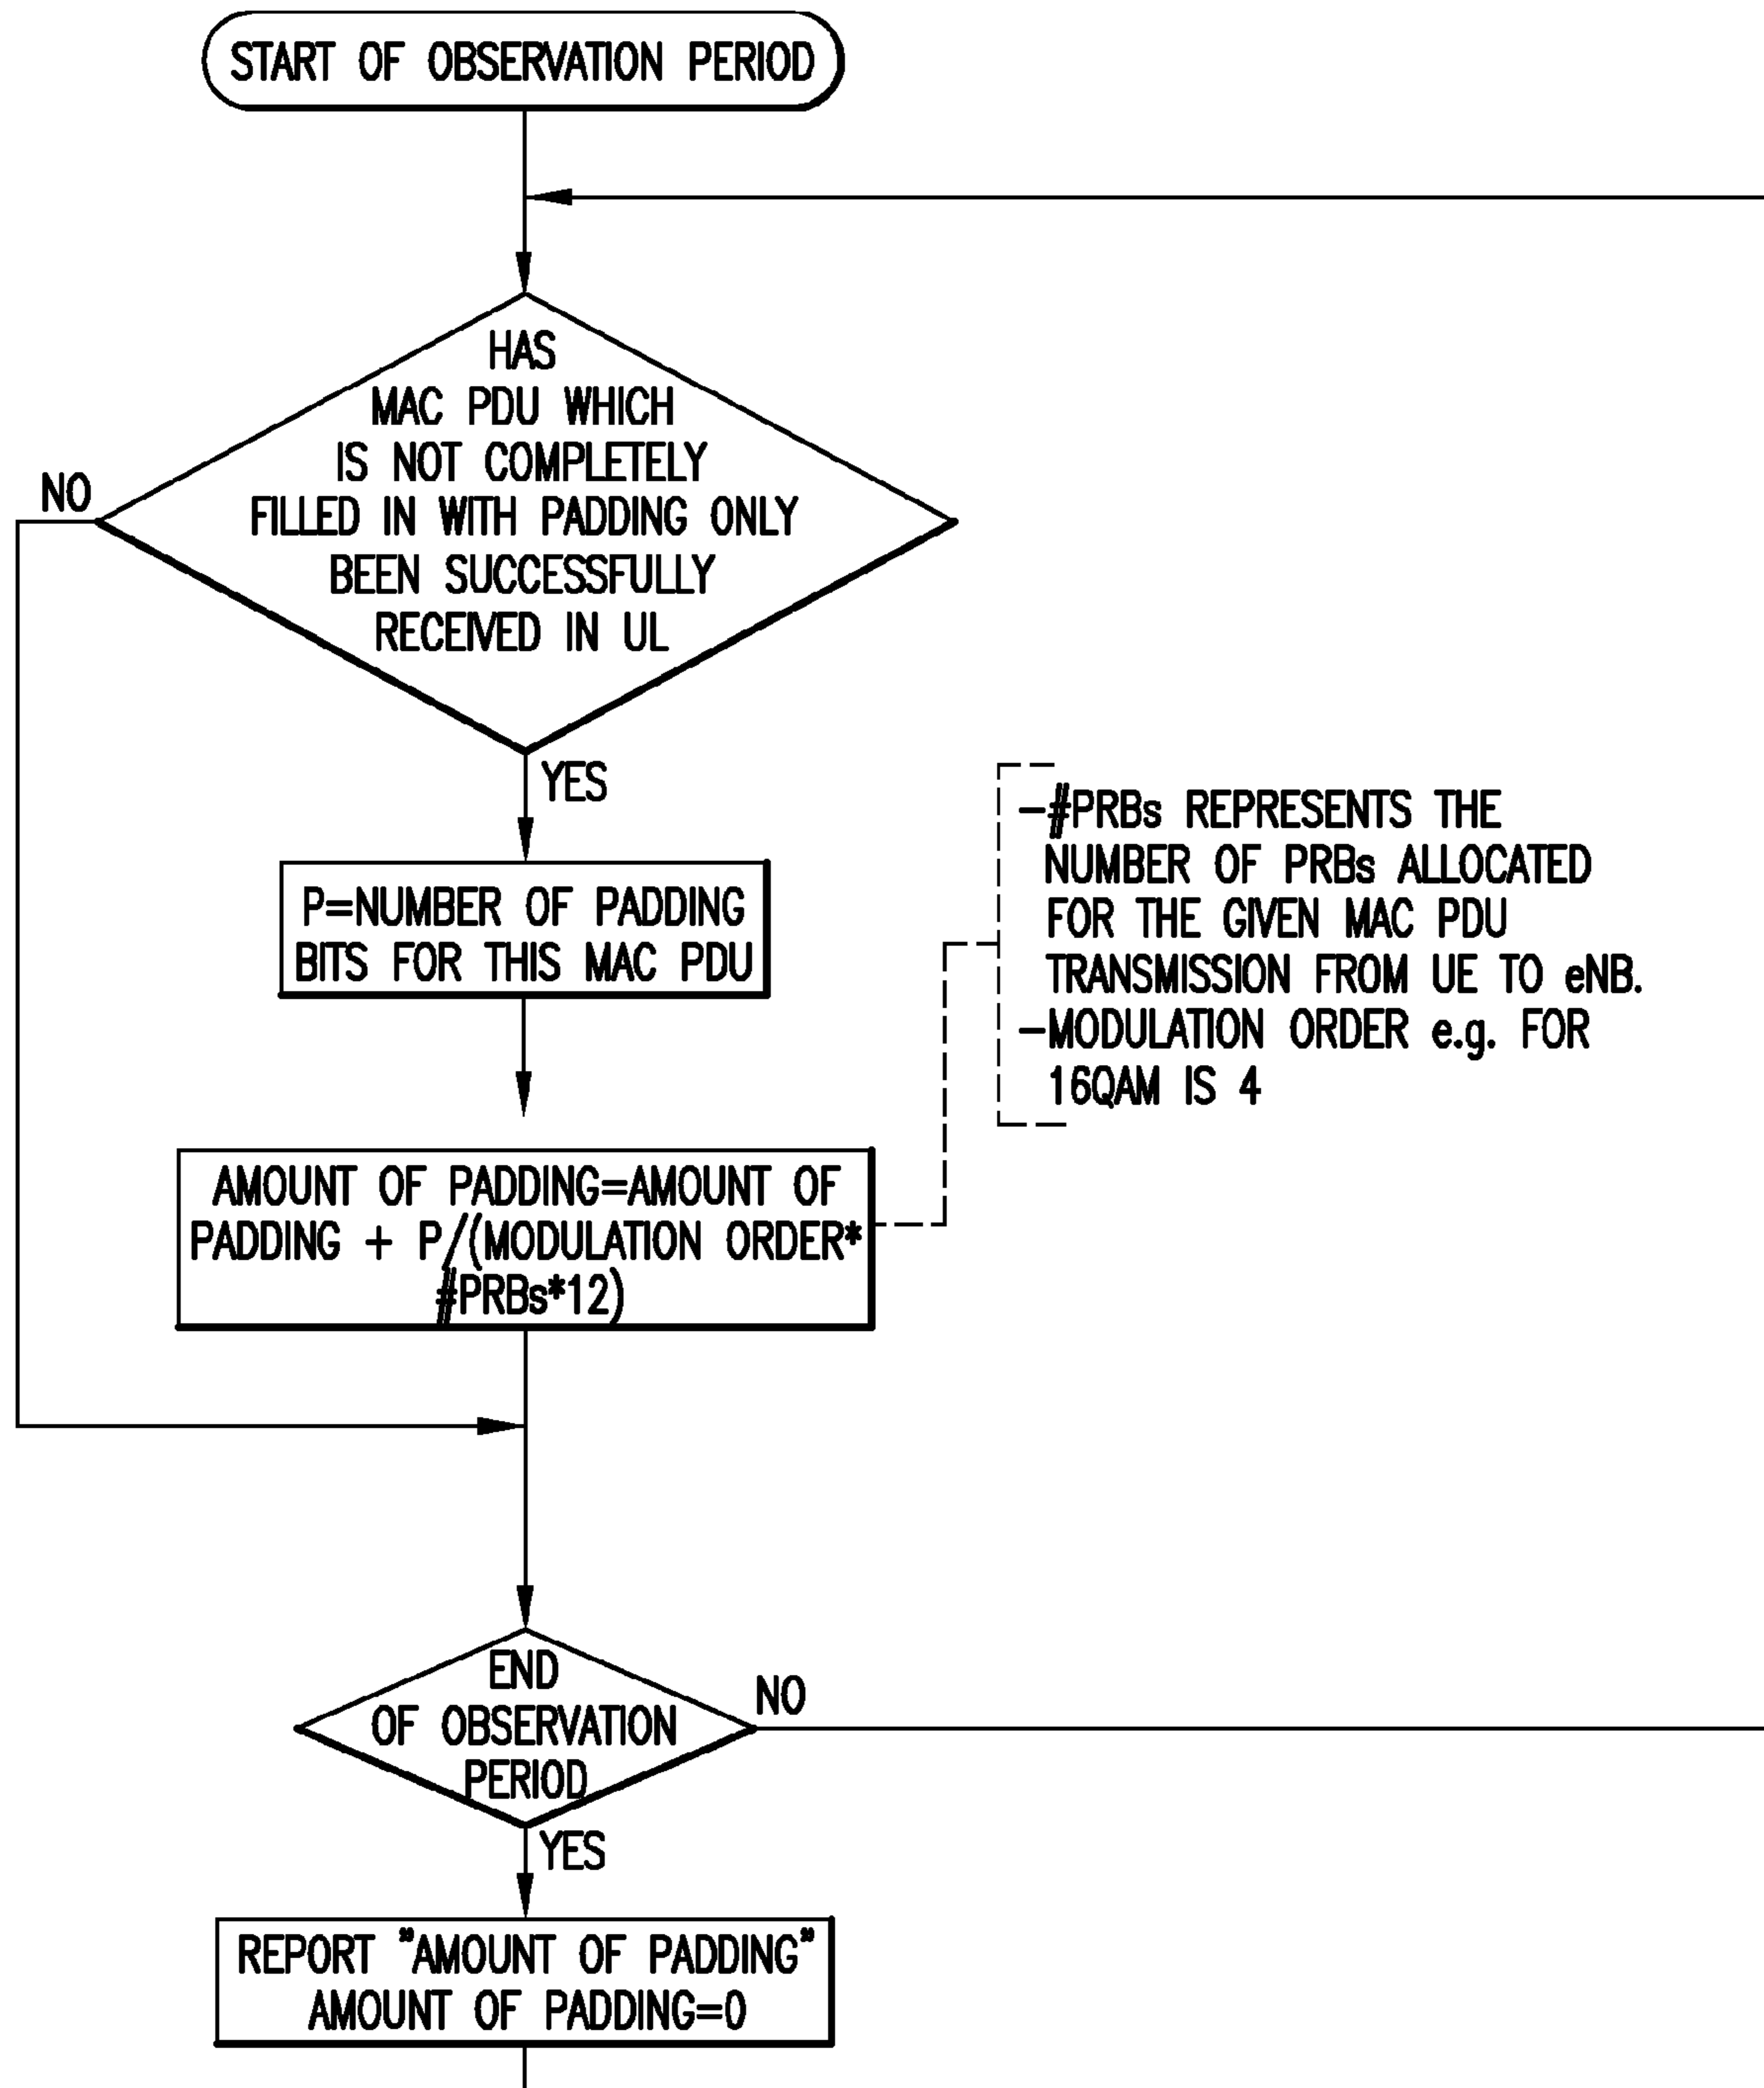 START OF OBSERVATION PERIOD
HAS
MAC PDU WHICH
IS NOT COMPLETELY
FILLED IN WITH PADDING ONLY
BEEN SUCCESSFULLY
RECEIVED IN UL
NO
YES
P=NUMBER OF PADDING
BITS FOR THIS MAC PDU
-#PRBs REPRESENTS THE
NUMBER OF PRBs ALLOCATED
FOR THE GIVEN MAC PDU
TRANSMISSION FROM UE TO eNB.
-MODULATION ORDER e.g. FOR
16QAM IS 4
AMOUNT OF PADDING=AMOUNT OF
PADDING + P/(MODULATION ORDER*
#PRBs*12)
END
OF OBSERVATION
PERIOD
NO
YES
REPORT "AMOUNT OF PADDING"
AMOUNT OF PADDING=0